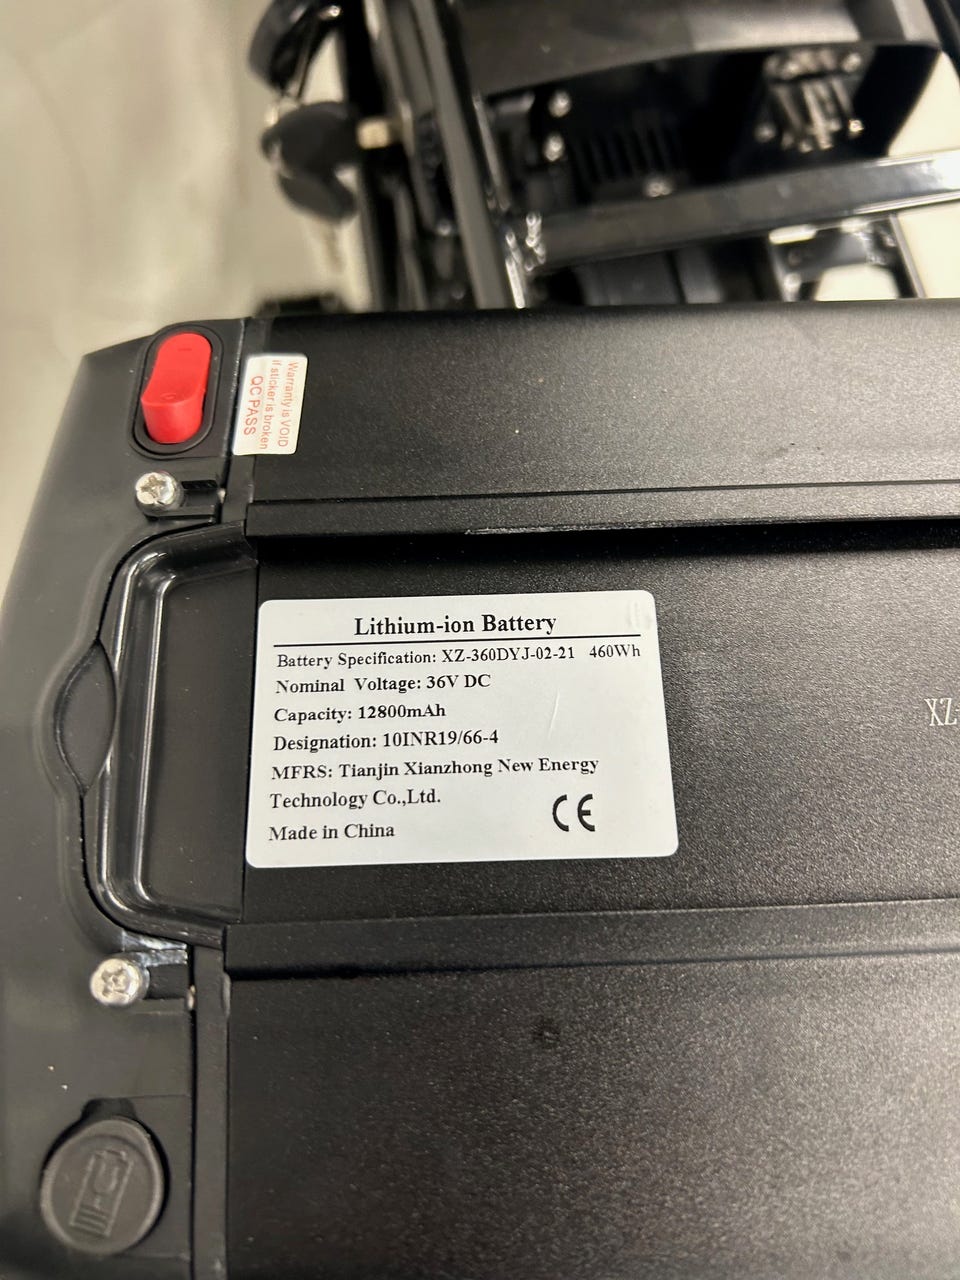 Warranty is VOID
if sticker is broken
QC PASS
Lithium-ion Battery
Battery Specification: XZ-360DYJ-02-21 460Wh
Nominal Voltage: 36V DC
Capacity: 12800mAh
Designation: 10INR19/66-4
MFRS: Tianjin Xianzhong New Energy
Technology Co.,Ltd.
Made in China
CE
XZ-